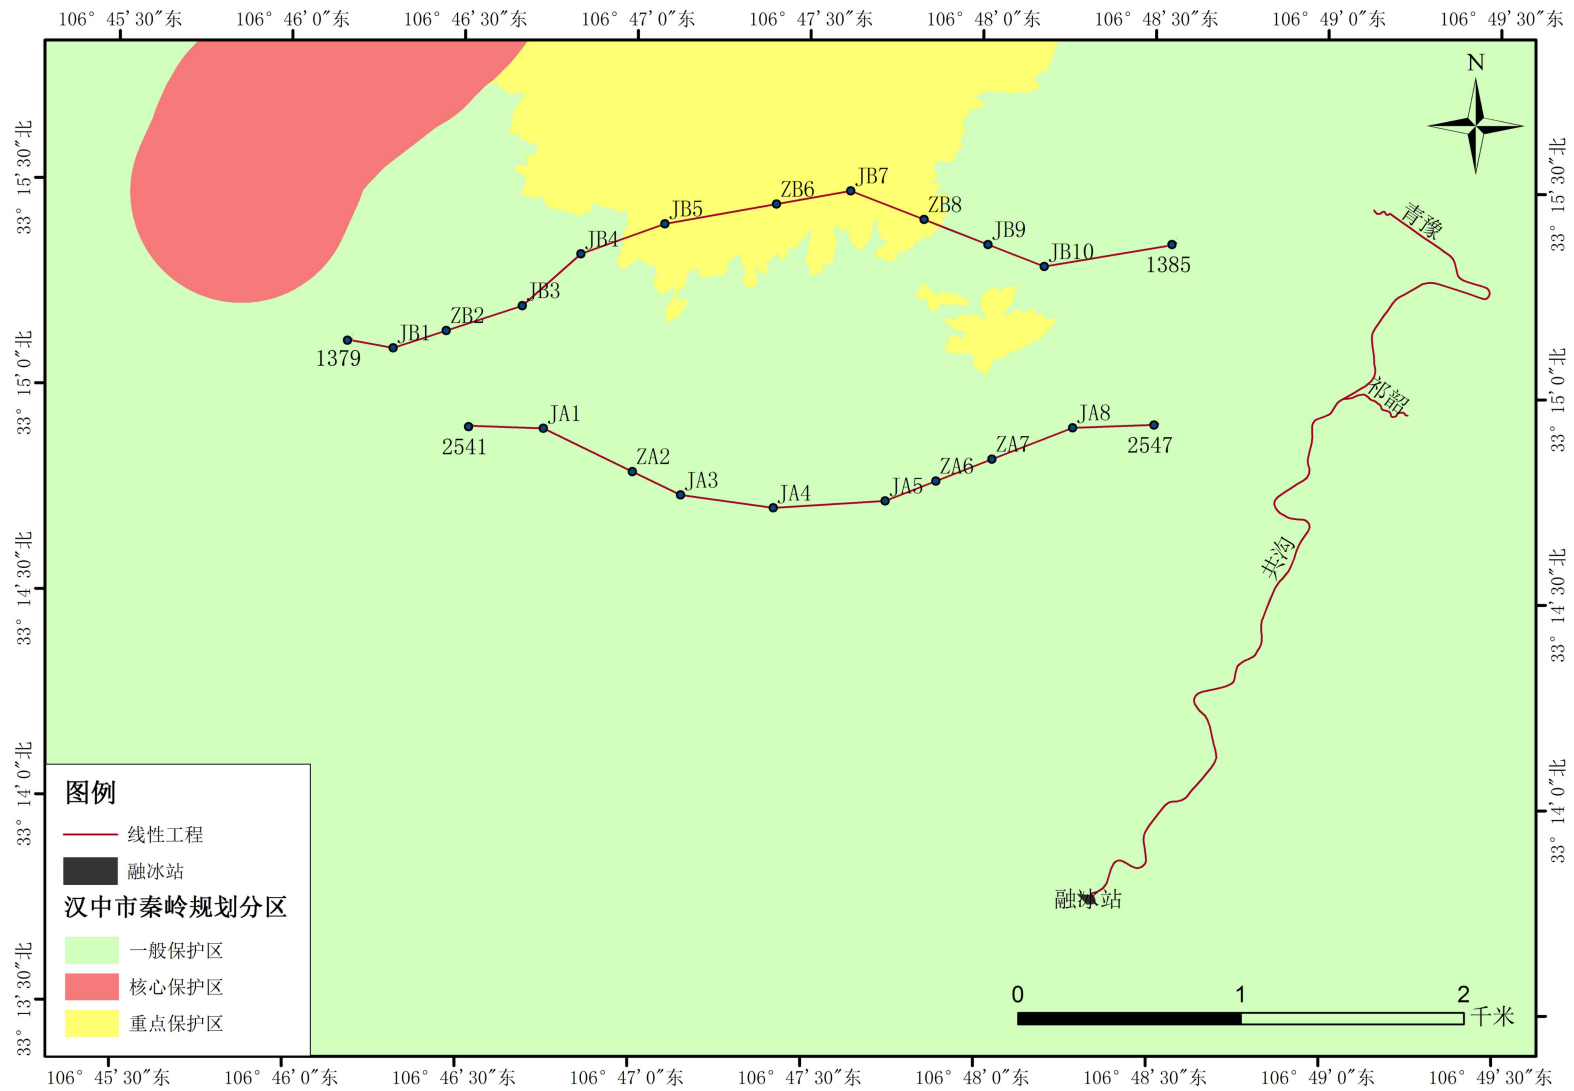 106° 45′30″东 106° 46′0″东 106° 46′30″东 106° 47′0″东 106° 47′30″东 106° 48′0″东 106° 48′30″东 106° 49′0″东 106° 49′30″东
N
33° 15′30″北
33° 15′30″北
JB7
ZB6
JB5
ZB8
青豫
JB9
JB4
JB10
1385
JB3
ZB2
JB1
1379
33° 15′0″北
33° 15′0″北
祁韶
JA1
JA8
2541
2547
ZA2
ZA7
ZA6
JA3
JA5
JA4
33° 14′30″北
33° 14′30″北
共沟
33° 14′0″北
33° 14′0″北
图例
线性工程
融冰站
融冰站
汉中市秦岭规划分区
一般保护区
核心保护区
重点保护区
33° 13′30″北
0 1 2
千米
106° 45′30″东 106° 46′0″东 106° 46′30″东 106° 47′0″东 106° 47′30″东 106° 48′0″东 106° 48′30″东 106° 49′0″东 106° 49′30″东